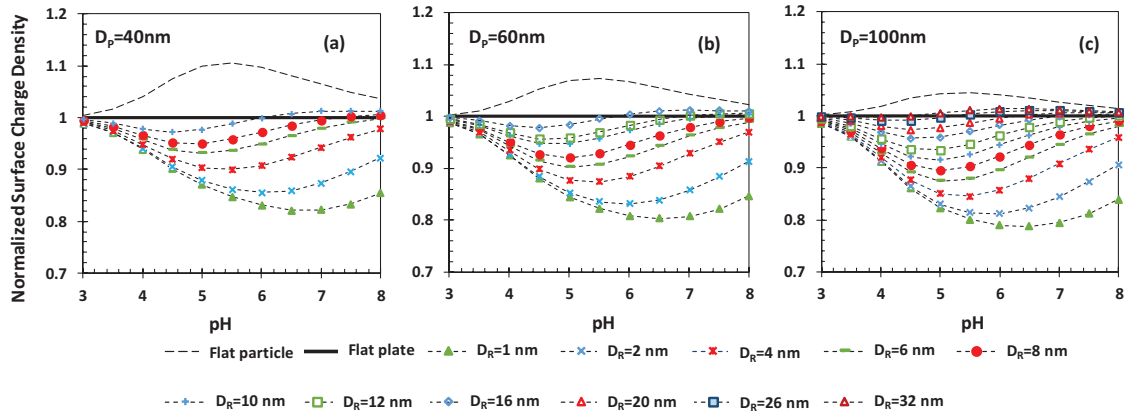 D_P=40nm
(a)
D_P=60nm
(b)
D_P=100nm
(c)
Normalized Surface Charge Density
1.2
1.1
1.0
0.9
0.8
0.7
3 4 5 6 7 8
pH
1.2
1.1
1.0
0.9
0.8
0.7
3 4 5 6 7 8
pH
1.2
1.1
1.0
0.9
0.8
0.7
3 4 5 6 7 8
pH
Flat particle Flat plate D_R=1 nm D_R=2 nm D_R=4 nm D_R=6 nm D_R=8 nm
D_R=10 nm D_R=12 nm D_R=16 nm D_R=20 nm D_R=26 nm D_R=32 nm